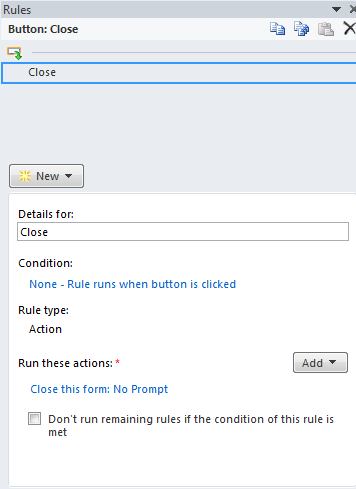 Rules
Button: Close
Close
New
Details for:
Close
Condition:
None - Rule runs when button is clicked
Rule type:
Action
Run these actions: *
Add
Close this form: No Prompt
Don't run remaining rules if the condition of this rule is
met